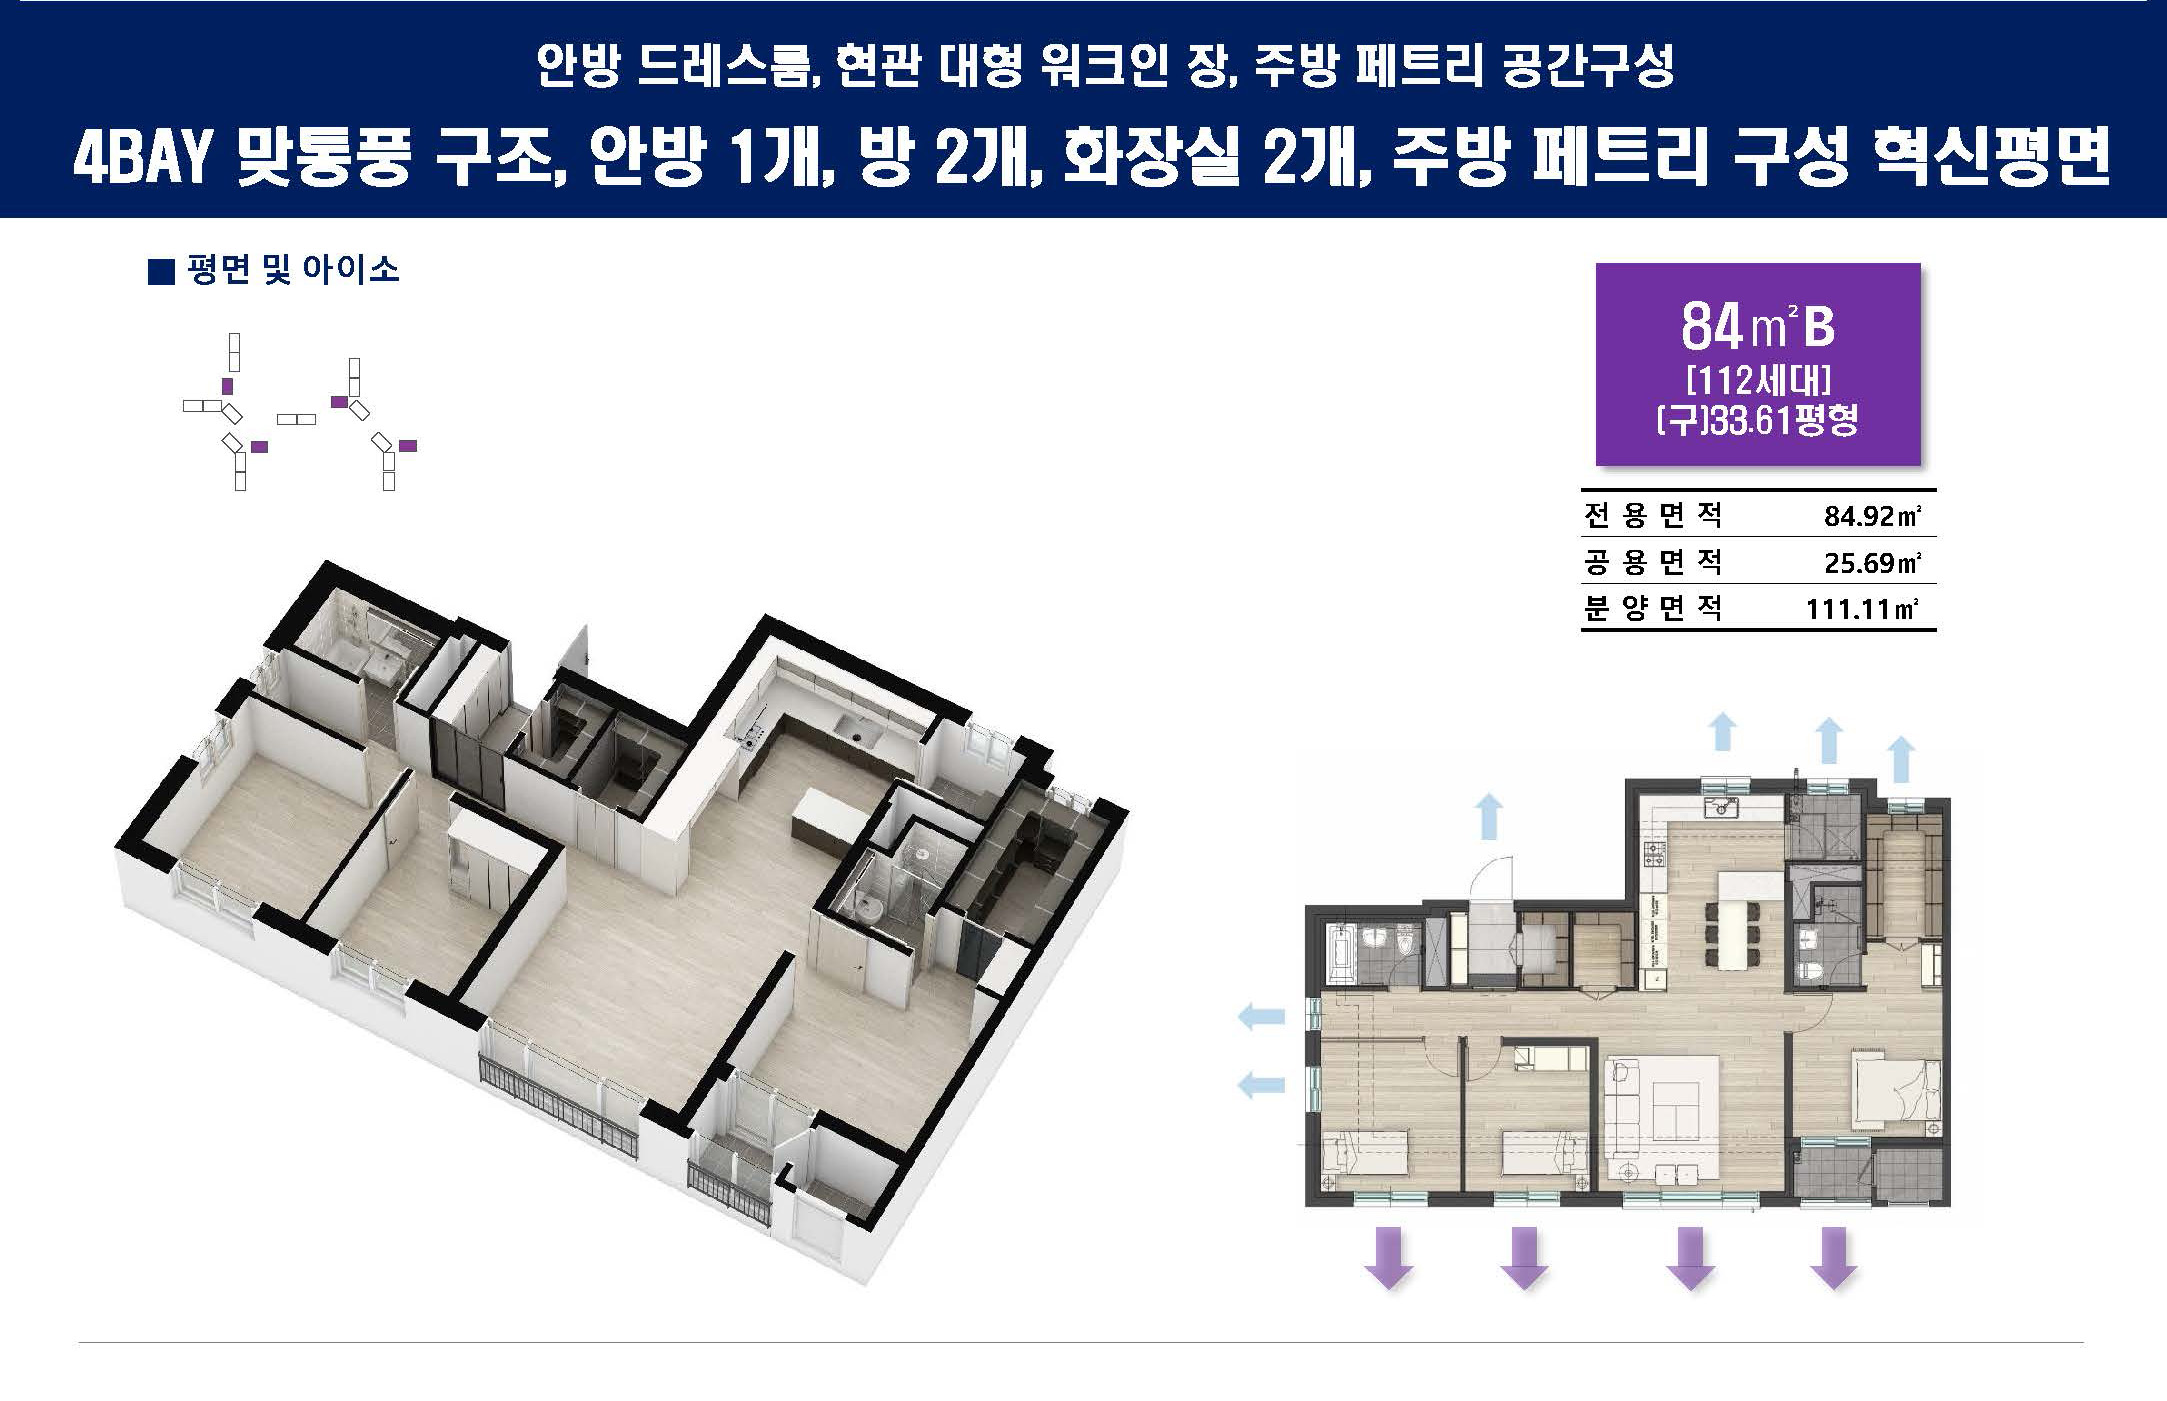 안방 드레스룸, 현관 대형 워크인 장, 주방 페트리 공간구성
4BAY 맞통풍 구조, 안방 1개, 방 2개, 화장실 2개, 주방 페트리 구성 혁신평면
■ 평면 및 아이소
84㎡B
[112세대]
(구)33.61평형
전용면적 84.92㎡
공용면적 25.69㎡
분양면적 111.11㎡